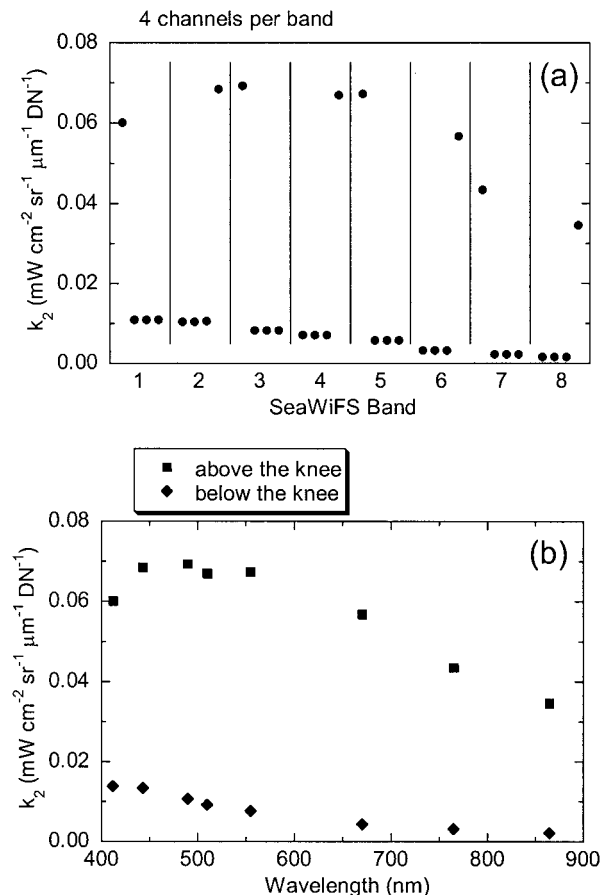 4 channels per band
(a)
k₂ (mW cm⁻² sr⁻¹ μm⁻¹ DN⁻¹)
0.08
0.06
0.04
0.02
0.00
1 2 3 4 5 6 7 8
SeaWiFS Band
above the knee
below the knee
(b)
k₂ (mW cm⁻² sr⁻¹ μm⁻¹ DN⁻¹)
0.08
0.06
0.04
0.02
0.00
400 500 600 700 800 900
Wavelength (nm)